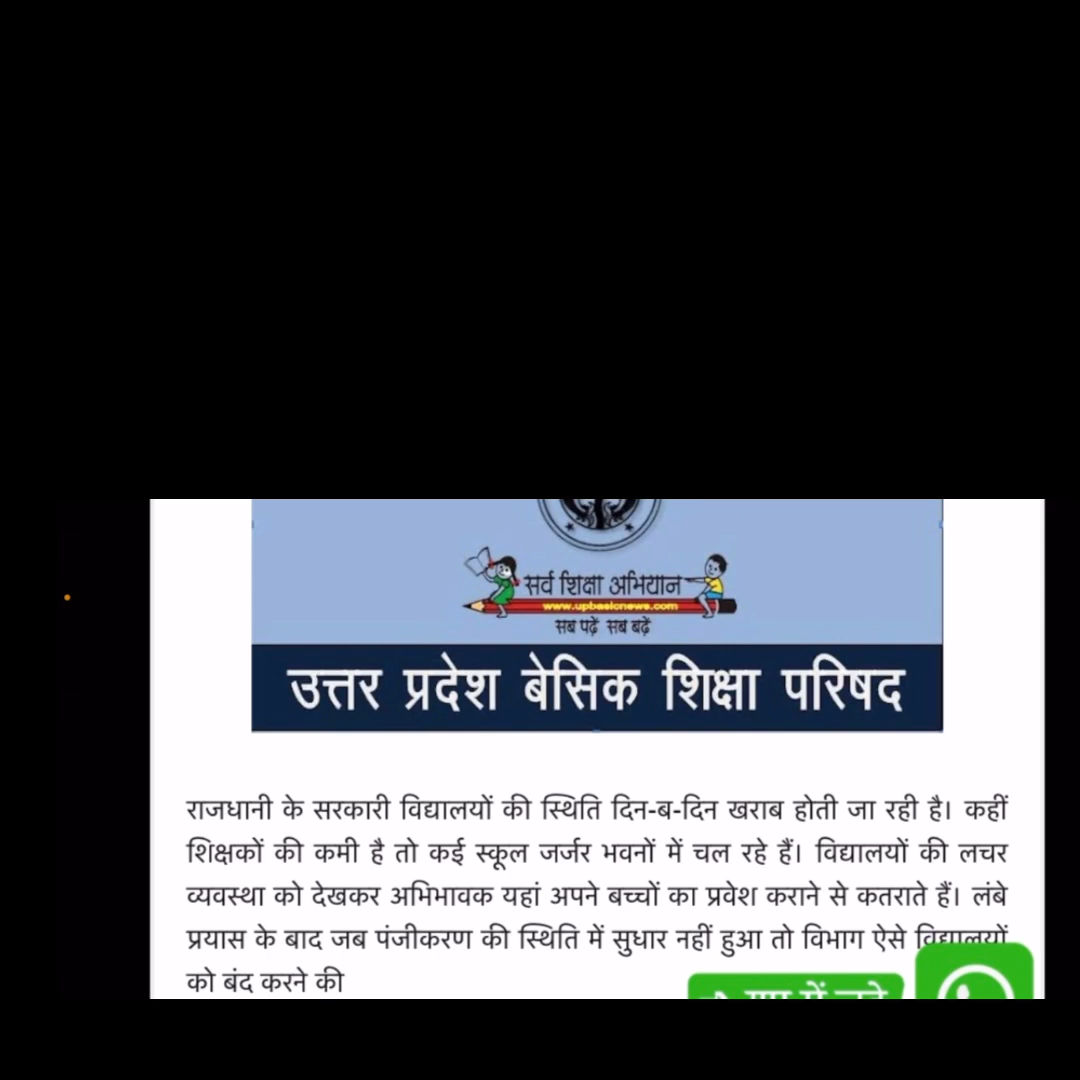 सर्व शिक्षा अभियान
www.upbasicnews.com
सब पढ़ें सब बढ़ें
उत्तर प्रदेश बेसिक शिक्षा परिषद
राजधानी के सरकारी विद्यालयों की स्थिति दिन-ब-दिन खराब होती जा रही है। कहीं
शिक्षकों की कमी है तो कई स्कूल जर्जर भवनों में चल रहे हैं। विद्यालयों की लचर
व्यवस्था को देखकर अभिभावक यहां अपने बच्चों का प्रवेश कराने से कतराते हैं। लंबे
प्रयास के बाद जब पंजीकरण की स्थिति में सुधार नहीं हुआ तो विभाग ऐसे विद्यालयों
को बंद करने की